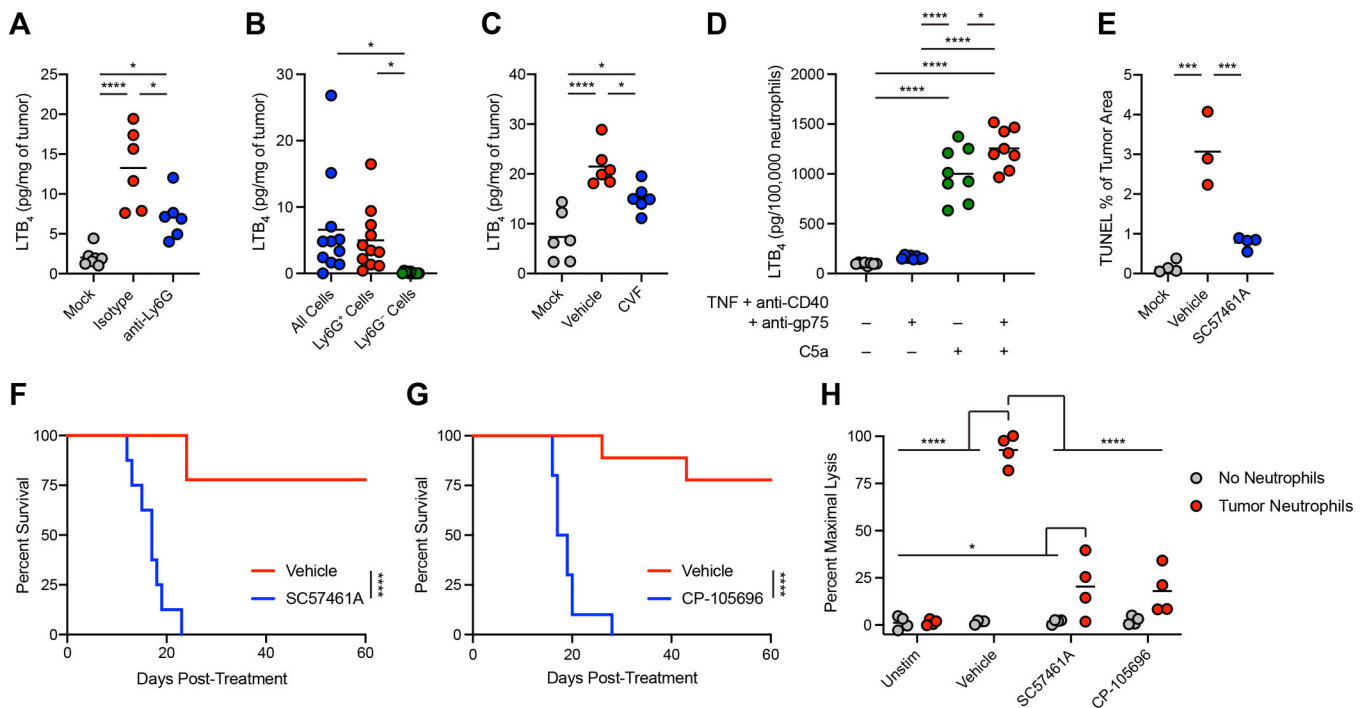 A
LTB4 (pg/mg of tumor)
25
20
15
10
5
0
*
**** *
Mock
Isotype
anti-Ly6G
B
LTB4 (pg/mg of tumor)
30
20
10
0
*
*
All Cells
Ly6G+ Cells
Ly6G– Cells
C
LTB4 (pg/mg of tumor)
40
30
20
10
0
*
**** *
Mock
Vehicle
CVF
D
LTB4 (pg/100,000 neutrophils)
2000
1500
1000
500
0
**** *
****
****
****
TNF + anti-CD40
+ anti-gp75
– + – +
C5a
– – + +
E
TUNEL % of Tumor Area
5
4
3
2
1
0
*** ***
Mock
Vehicle
SC57461A
F
Percent Survival
100
75
50
25
0
0 20 40 60
Days Post-Treatment
Vehicle
SC57461A
****
G
Percent Survival
100
75
50
25
0
0 20 40 60
Days Post-Treatment
Vehicle
CP-105696
****
H
Percent Maximal Lysis
100
75
50
25
0
**** ****
*
Unstim
Vehicle
SC57461A
CP-105696
No Neutrophils
Tumor Neutrophils